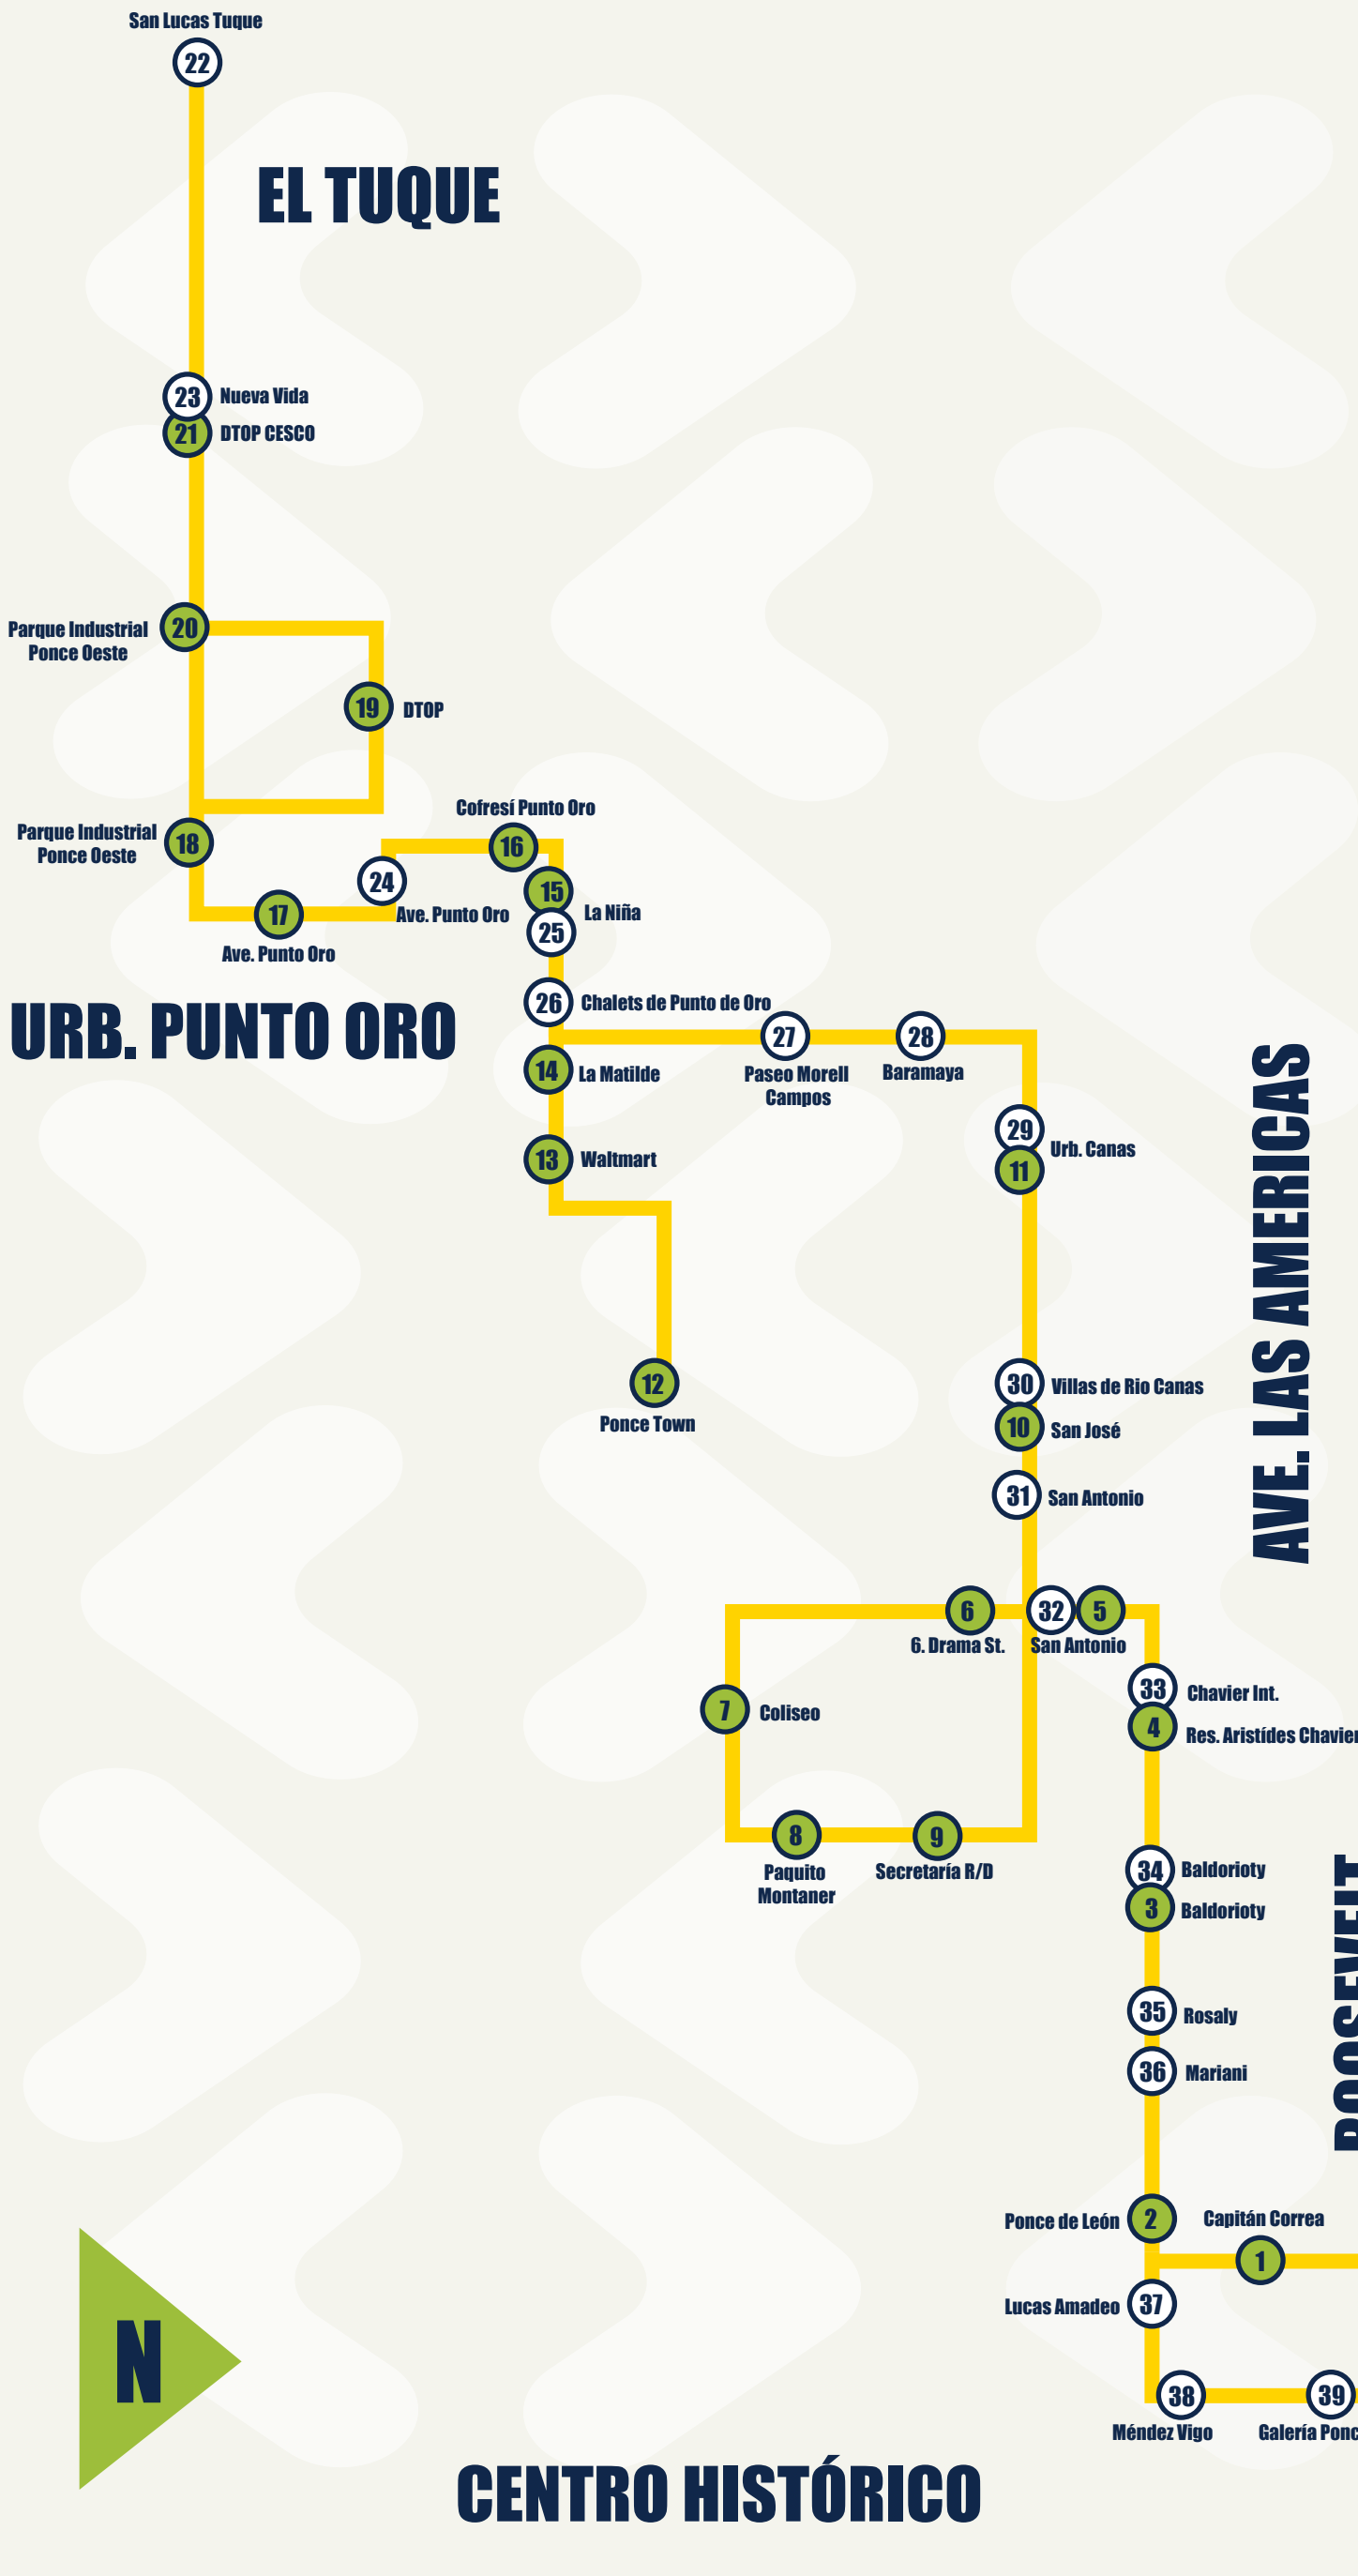 San Lucas Tuque
22
EL TUQUE
23
Nueva Vida
21
DTOP CESCO
20
Parque Industrial
Ponce Oeste
19
DTOP
Cofresí Punto Oro
16
Parque Industrial
Ponce Oeste
18
24
15
La Niña
17
Ave. Punto Oro
25
Ave. Punto Oro
26
Chalets de Punto de Oro
URB. PUNTO ORO
27
28
14
La Matilde
Paseo Morell
Campos
Baramaya
29
Urb. Canas
11
13
Waltmart
AVE. LAS AMERICAS
12
Ponce Town
30
Villas de Rio Canas
10
San José
31
San Antonio
6
32
5
6. Drama St.
San Antonio
33
Chavier Int.
7
Coliseo
4
Res. Aristídes Chavier
8
9
Paquito
Montaner
Secretaría R/D
34
Baldorioty
3
Baldorioty
35
Rosaly
36
Mariani
Ponce de León
2
Capitán Correa
1
Lucas Amadeo
37
38
39
Méndez Vigo
Galería Ponc
N
CENTRO HISTÓRICO